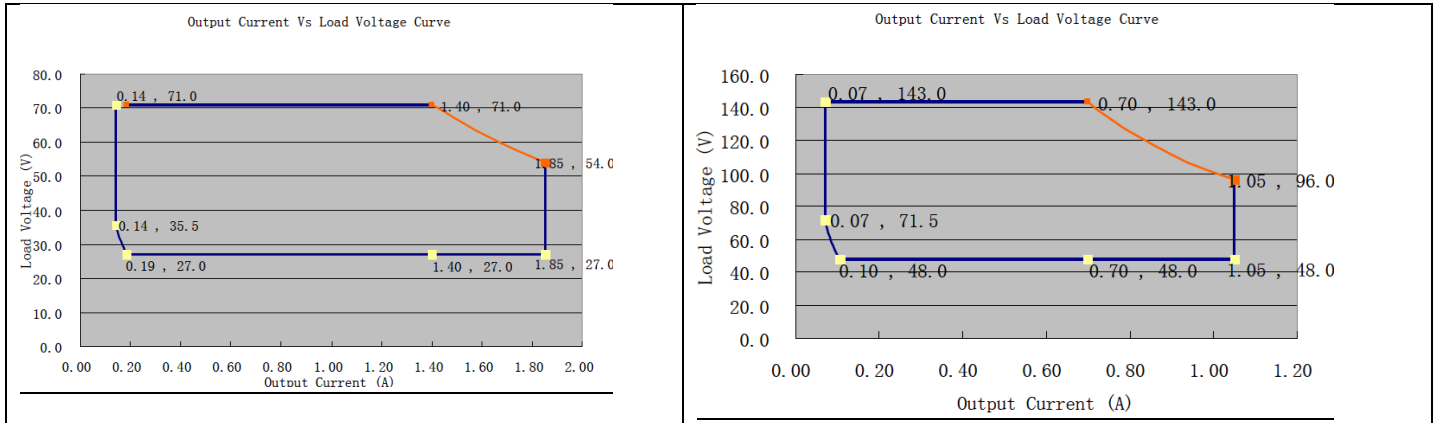 Output Current Vs Load Voltage Curve
80.0
70.0
60.0
50.0
40.0
30.0
20.0
10.0
0.0
Load Voltage (V)
0.14 , 71.0
1.40 , 71.0
1.85 , 54.0
0.14 , 35.5
0.19 , 27.0
1.40 , 27.0
1.85 , 27.0
0.00 0.20 0.40 0.60 0.80 1.00 1.20 1.40 1.60 1.80 2.00
Output Current (A)
Output Current Vs Load Voltage Curve
160.0
140.0
120.0
100.0
80.0
60.0
40.0
20.0
0.0
Load Voltage (V)
0.07 , 143.0
0.70 , 143.0
1.05 , 96.0
0.07 , 71.5
0.10 , 48.0
0.70 , 48.0
1.05 , 48.0
0.00 0.20 0.40 0.60 0.80 1.00 1.20
Output Current (A)